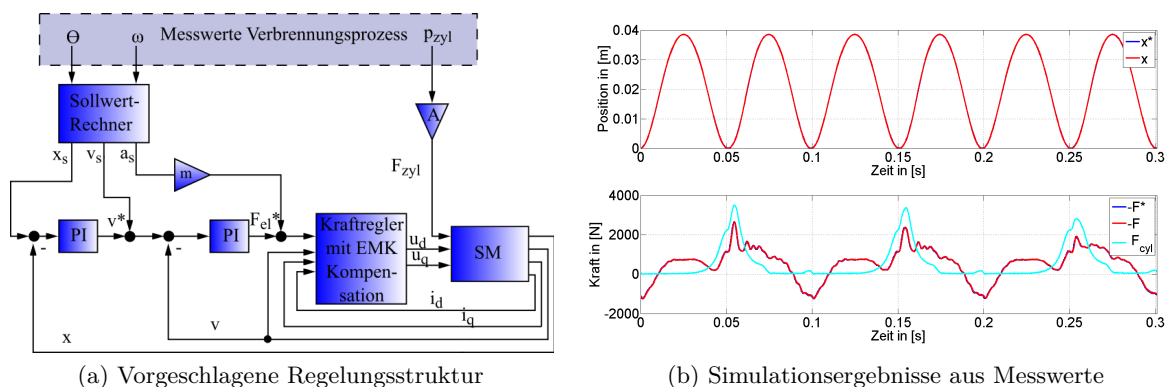 Θ ω Messwerte Verbrennungsprozess p_zyl
Sollwert-
Rechner
A
x_s v_s a_s
m
F_zyl
v* F_el*
- PI - PI
Kraftregler
mit EMK
Kompen-
sation
u_d
u_q
SM
i_d
i_q
v
x
(a) Vorgeschlagene Regelungsstruktur
Position in [m]
0.04
0.03
0.02
0.01
0
x*
x
0 0.05 0.1 0.15 0.2 0.25 0.3
Zeit in [s]
Kraft in [N]
4000
2000
0
-2000
-F*
-F
F_cyl
0 0.05 0.1 0.15 0.2 0.25 0.3
Zeit in [s]
(b) Simulationsergebnisse aus Messwerte